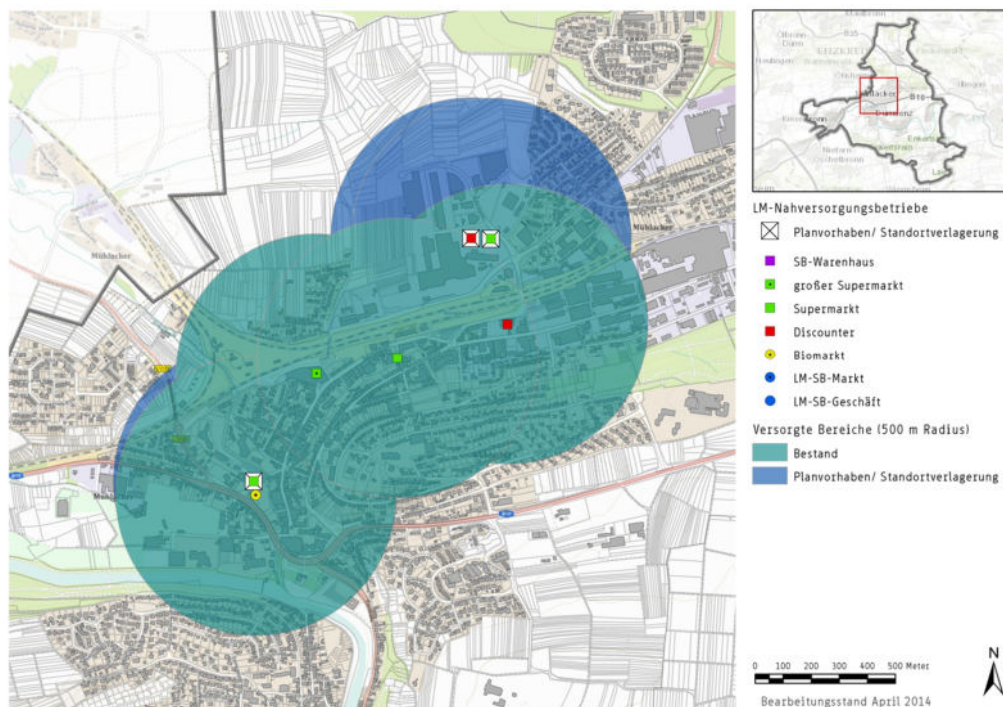 Mühlacker
Mühlacker
LM-Nahversorgungsbetriebe
Planvorhaben/ Standortverlagerung
SB-Warenhaus
großer Supermarkt
Supermarkt
Discounter
Biomarkt
LM-SB-Markt
LM-SB-Geschäft
Versorgte Bereiche (500 m Radius)
Bestand
Planvorhaben/ Standortverlagerung
N
0 100 200 300 400 500 Meter
Bearbeitungsstand April 2014